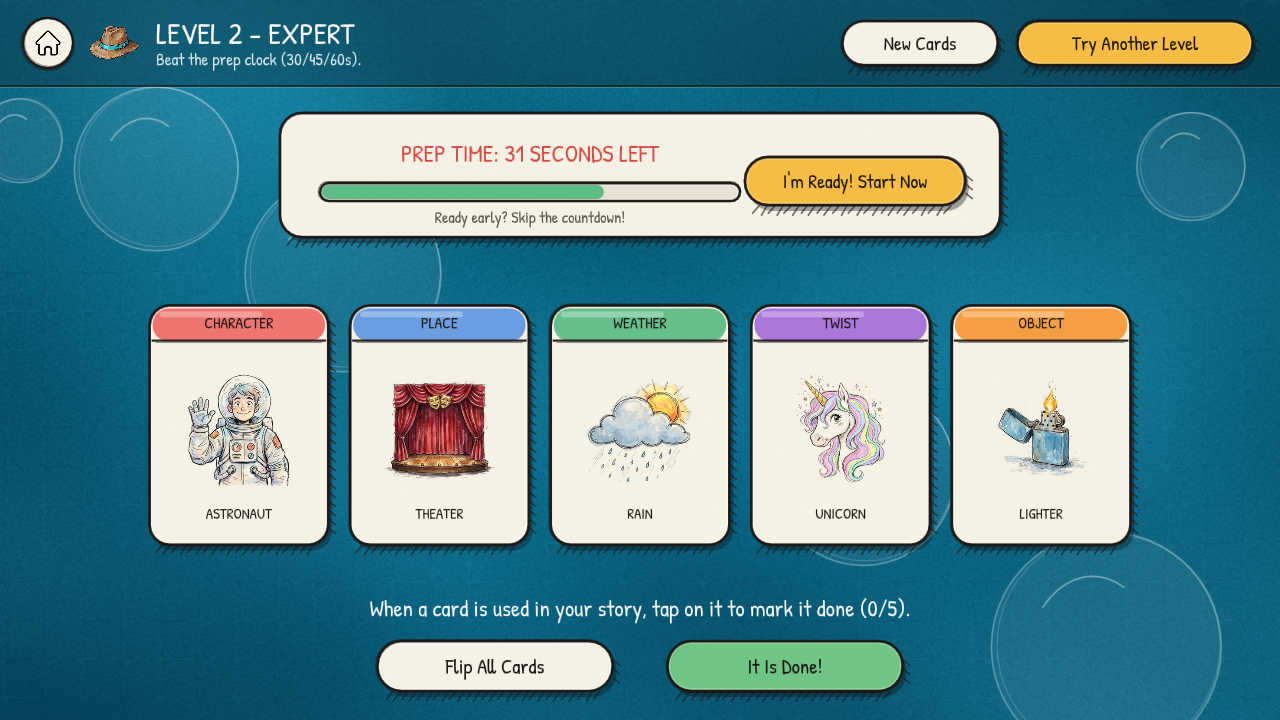 LEVEL 2 – EXPERT
Beat the prep clock (30/45/60s).
New Cards
Try Another Level
PREP TIME: 31 SECONDS LEFT
I'm Ready! Start Now
Ready early? Skip the countdown!
CHARACTER
PLACE
WEATHER
TWIST
OBJECT
ASTRONAUT
THEATER
RAIN
UNICORN
LIGHTER
When a card is used in your story, tap on it to mark it done (0/5).
Flip All Cards
It Is Done!